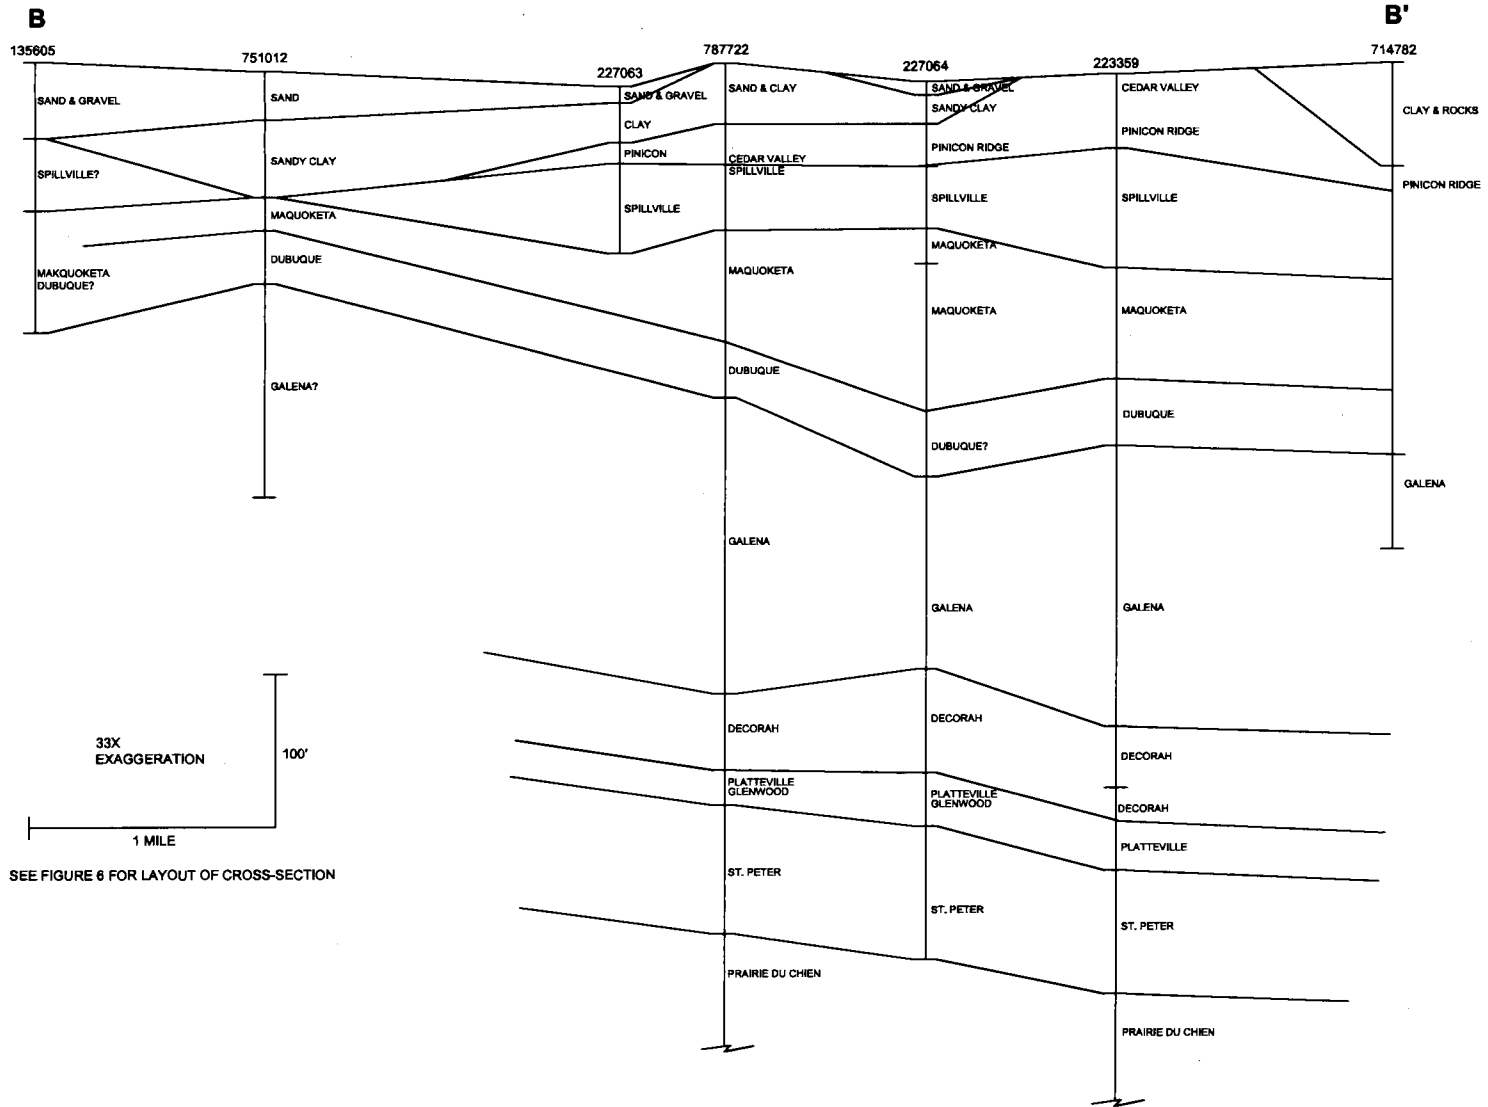 B
B'
135605
751012
227063
787722
227064
223359
714782
SAND & GRAVEL
SPILLVILLE?
MAKQUOKETA
DUBUQUE?
SAND
SANDY CLAY
MAQUOKETA
DUBUQUE
GALENA?
SAND & GRAVEL
CLAY
PINICON
SPILLVILLE
SAND & CLAY
CEDAR VALLEY
SPILLVILLE
MAQUOKETA
DUBUQUE
GALENA
DECORAH
PLATTEVILLE
GLENWOOD
ST. PETER
PRAIRIE DU CHIEN
SAND & GRAVEL
SANDY CLAY
PINICON RIDGE
SPILLVILLE
MAQUOKETA
MAQUOKETA
DUBUQUE?
GALENA
DECORAH
PLATTEVILLE
GLENWOOD
ST. PETER
CEDAR VALLEY
PINICON RIDGE
SPILLVILLE
MAQUOKETA
DUBUQUE
GALENA
DECORAH
DECORAH
PLATTEVILLE
ST. PETER
PRAIRIE DU CHIEN
CLAY & ROCKS
PINICON RIDGE
GALENA
33X
EXAGGERATION
100'
1 MILE
SEE FIGURE 6 FOR LAYOUT OF CROSS-SECTION